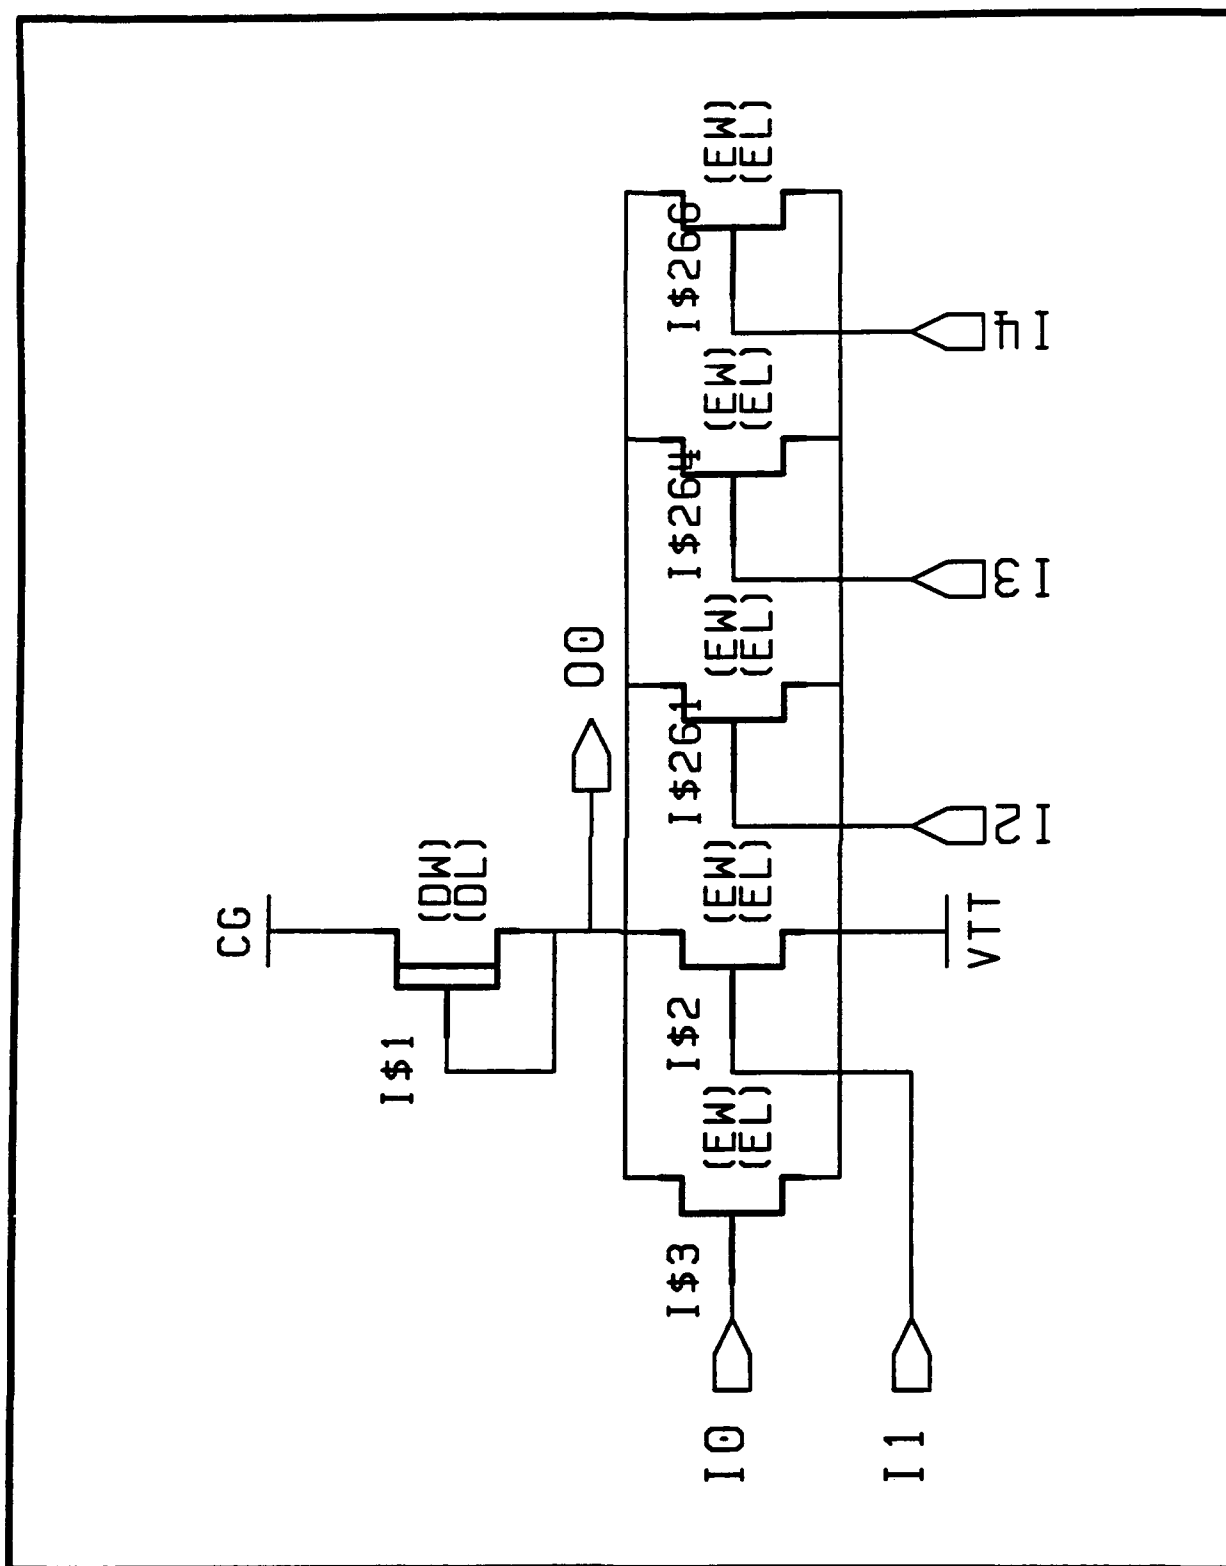 CG
(DW)
(DL)
I$1
O0
I$3
(EW)
(EL)
I$2
(EW)
(EL)
I$261
(EW)
(EL)
I$264
(EW)
(EL)
I$266
(EW)
(EL)
I0
I1
VTT
I2
I3
I4